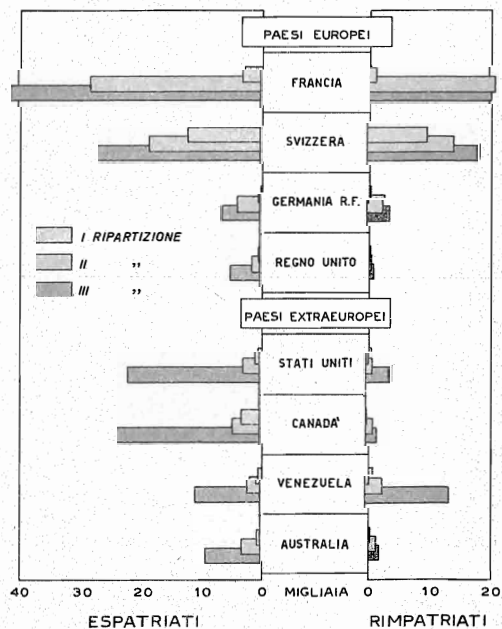 PAESI EUROPEI
FRANCIA
SVIZZERA
GERMANIA R.F.
I RIPARTIZIONE
II ,,
III ,,
REGNO UNITO
PAESI EXTRAEUROPEI
STATI UNITI
CANADA'
VENEZUELA
AUSTRALIA
40 30 20 10 0 MIGLIAIA 0 10 20
ESPATRIATI RIMPATRIATI